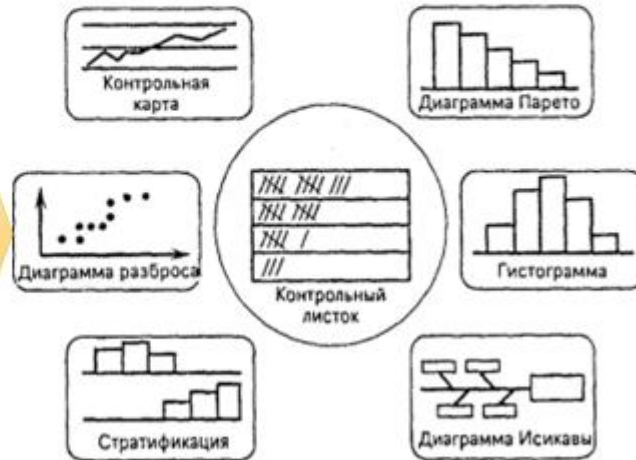 Контрольная
карта
Диаграмма Парето
Диаграмма разброса
Контрольный
листок
Гистограмма
Стратификация
Диаграмма Исикавы